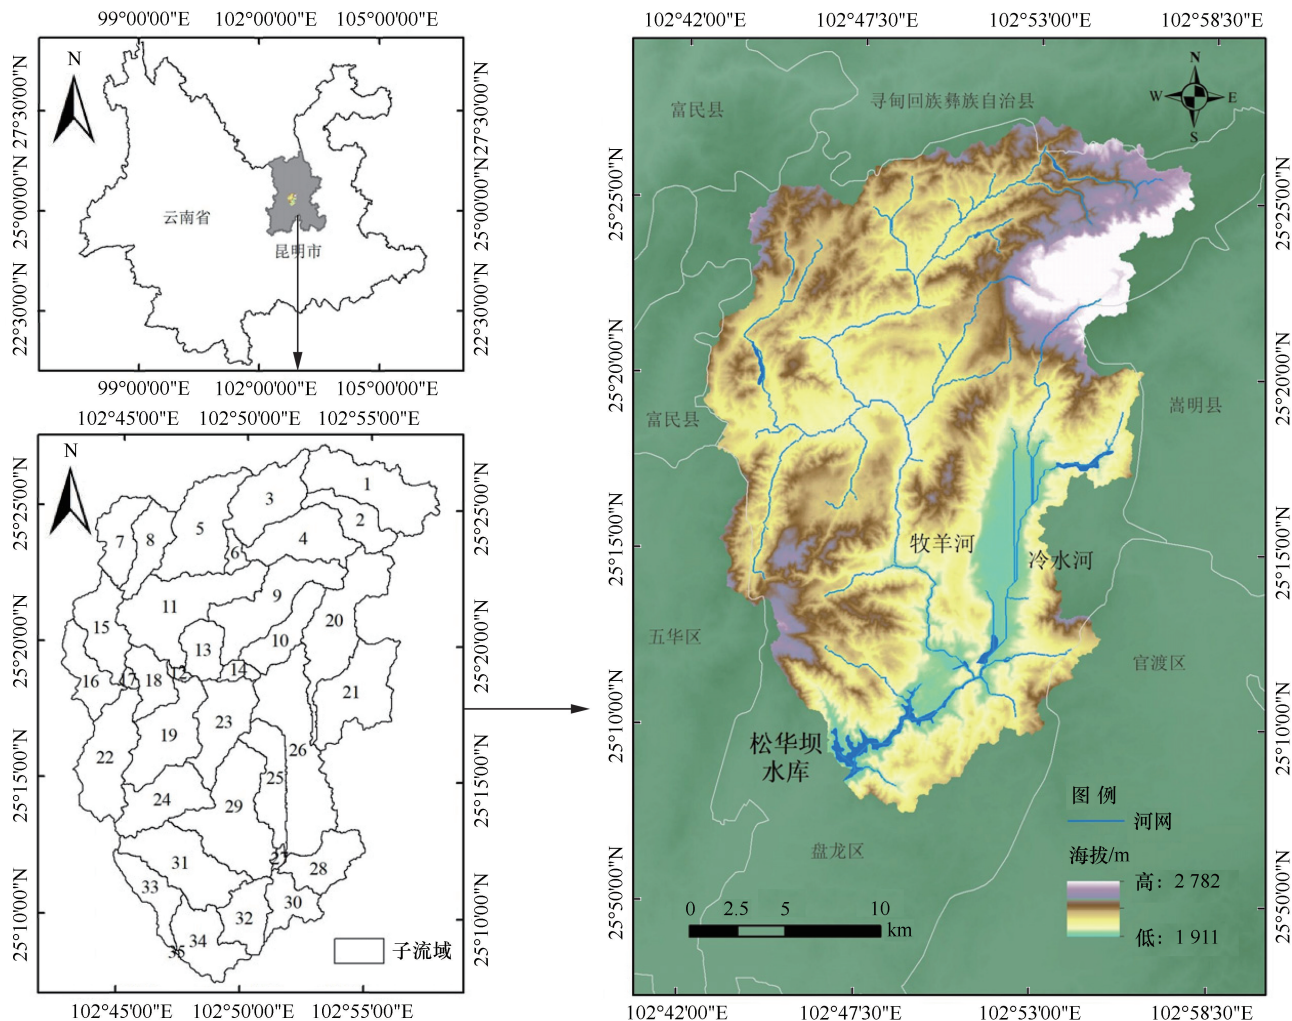 99°00'00"E 102°00'00"E 105°00'00"E
N
27°30'00"N
25°00'00"N
22°30'00"N
云南省
昆明市
27°30'00"N
25°00'00"N
22°30'00"N
99°00'00"E 102°00'00"E 105°00'00"E
102°45'00"E 102°50'00"E 102°55'00"E
N
25°25'00"N
25°20'00"N
25°15'00"N
25°10'00"N
1
2
3
4
5
6
7
8
9
10
11
12
13
14
15
16
17
18
19
20
21
22
23
24
25
26
27
28
29
30
31
32
33
34
35
子流域
25°25'00"N
25°20'00"N
25°15'00"N
25°10'00"N
102°45'00"E 102°50'00"E 102°55'00"E
102°42'00"E 102°47'30"E 102°53'00"E 102°58'30"E
25°25'00"N
25°20'00"N
25°15'00"N
25°10'00"N
25°50'00"N
富民县
寻甸回族彝族自治县
N
W E
S
富民县
嵩明县
牧羊河
冷水河
五华区
官渡区
松华坝
水库
盘龙区
图 例
河网
海拔/m
高：2 782
低：1 911
0 2.5 5 10
km
25°25'00"N
25°20'00"N
25°15'00"N
25°10'00"N
25°50'00"N
102°42'00"E 102°47'30"E 102°53'00"E 102°58'30"E